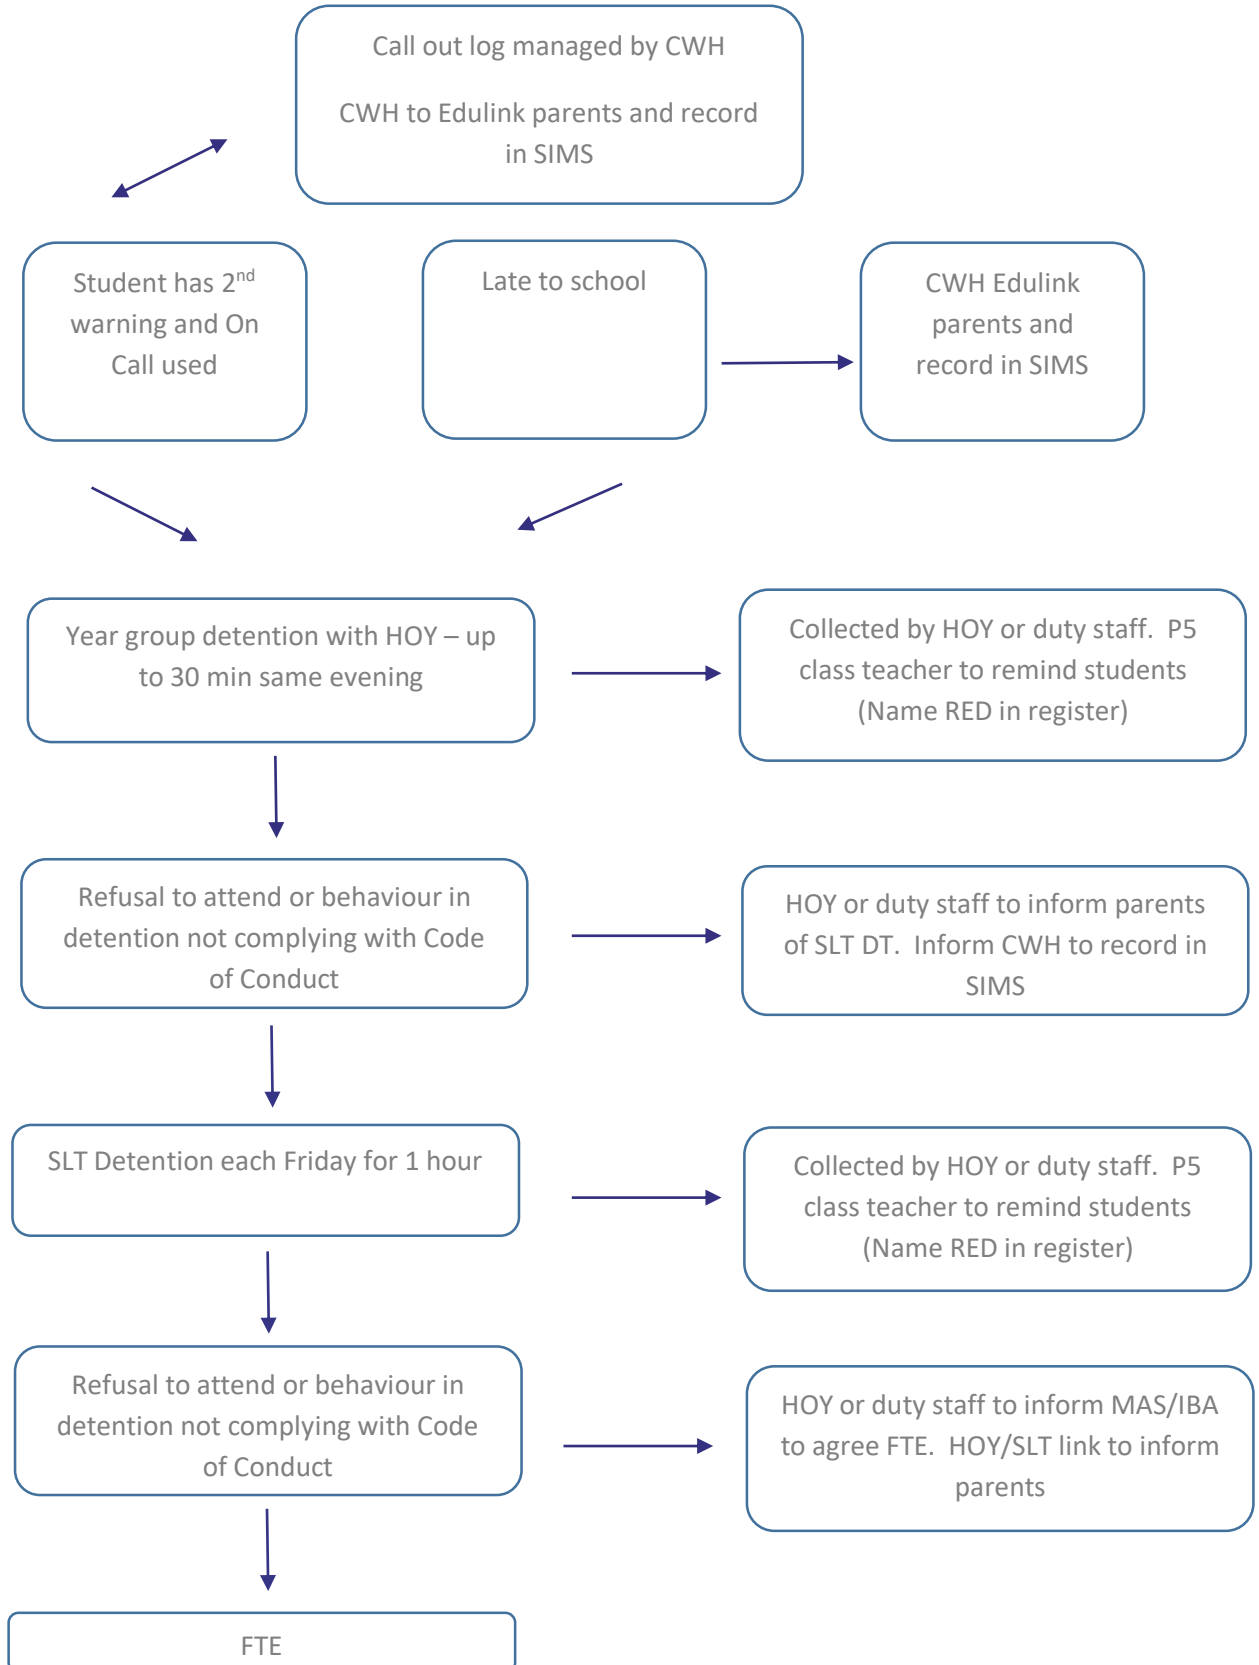 Call out log managed by CWH
CWH to Edulink parents and record
in SIMS
Student has 2nd
warning and On
Call used
Late to school
CWH Edulink
parents and
record in SIMS
Year group detention with HOY – up
to 30 min same evening
Collected by HOY or duty staff.  P5
class teacher to remind students
(Name RED in register)
Refusal to attend or behaviour in
detention not complying with Code
of Conduct
HOY or duty staff to inform parents
of SLT DT.  Inform CWH to record in
SIMS
SLT Detention each Friday for 1 hour
Collected by HOY or duty staff.  P5
class teacher to remind students
(Name RED in register)
Refusal to attend or behaviour in
detention not complying with Code
of Conduct
HOY or duty staff to inform MAS/IBA
to agree FTE.  HOY/SLT link to inform
parents
FTE